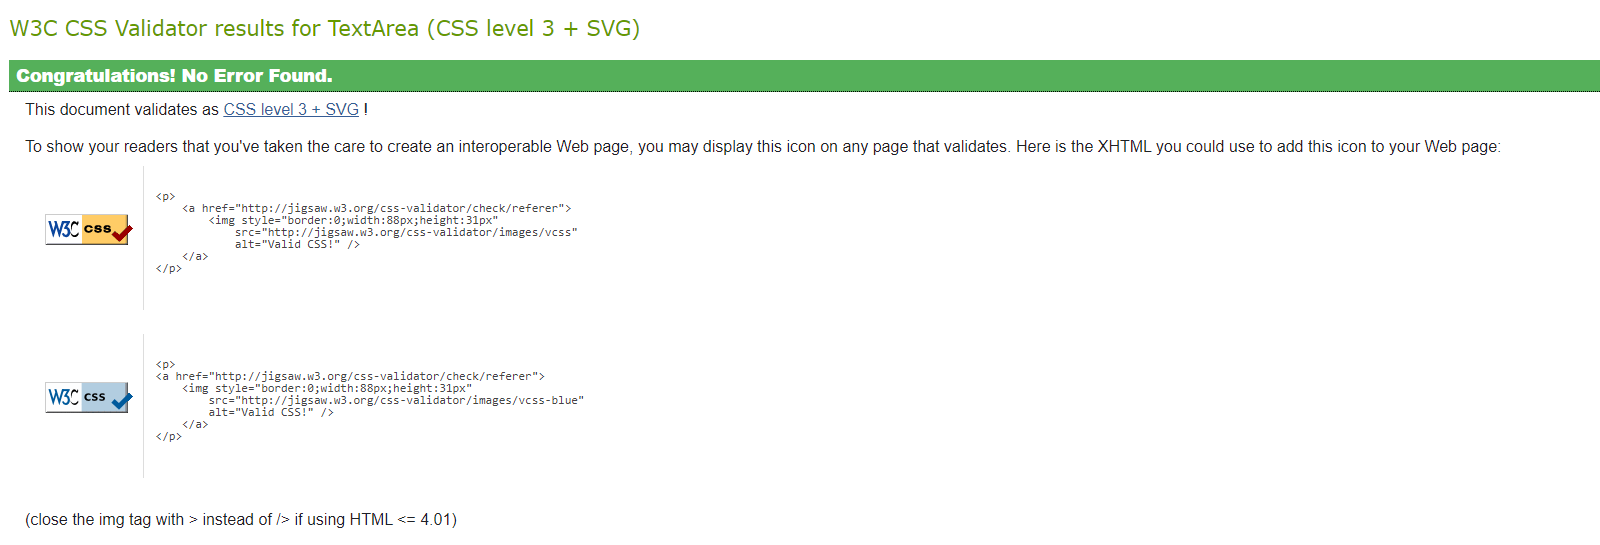 W3C CSS Validator results for TextArea (CSS level 3 + SVG)
Congratulations! No Error Found.
This document validates as CSS level 3 + SVG !
To show your readers that you've taken the care to create an interoperable Web page, you may display this icon on any page that validates. Here is the XHTML you could use to add this icon to your Web page:
W3C css
<p>
    <a href="http://jigsaw.w3.org/css-validator/check/referer">
        <img style="border:0;width:88px;height:31px"
            src="http://jigsaw.w3.org/css-validator/images/vcss"
            alt="Valid CSS!" />
    </a>
</p>
W3C css
<p>
<a href="http://jigsaw.w3.org/css-validator/check/referer">
    <img style="border:0;width:88px;height:31px"
        src="http://jigsaw.w3.org/css-validator/images/vcss-blue"
        alt="Valid CSS!" />
    </a>
</p>
(close the img tag with > instead of /> if using HTML <= 4.01)